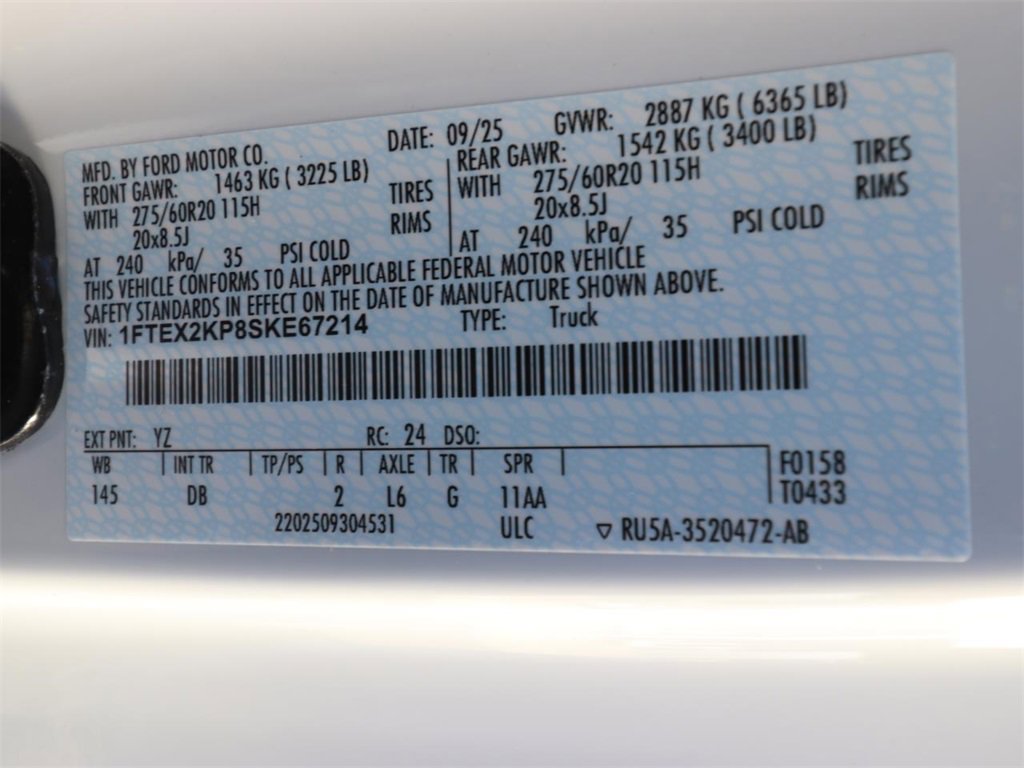 MFD. BY FORD MOTOR CO. DATE: 09/25 GVWR: 2887 KG ( 6365 LB)
FRONT GAWR: 1463 KG ( 3225 LB) REAR GAWR: 1542 KG ( 3400 LB)
WITH 275/60R20 115H TIRES WITH 275/60R20 115H TIRES
20x8.5J RIMS 20x8.5J RIMS
AT 240 kPa/ 35 PSI COLD AT 240 kPa/ 35 PSI COLD
THIS VEHICLE CONFORMS TO ALL APPLICABLE FEDERAL MOTOR VEHICLE
SAFETY STANDARDS IN EFFECT ON THE DATE OF MANUFACTURE SHOWN ABOVE.
VIN: 1FTEX2KP8SKE67214 TYPE: Truck
EXT PNT: YZ RC: 24 DSO:
WB INT TR TP/PS R AXLE TR SPR F0158
145 DB 2 L6 G 11AA T0433
2202509304531 ULC ▽ RU5A-3520472-AB